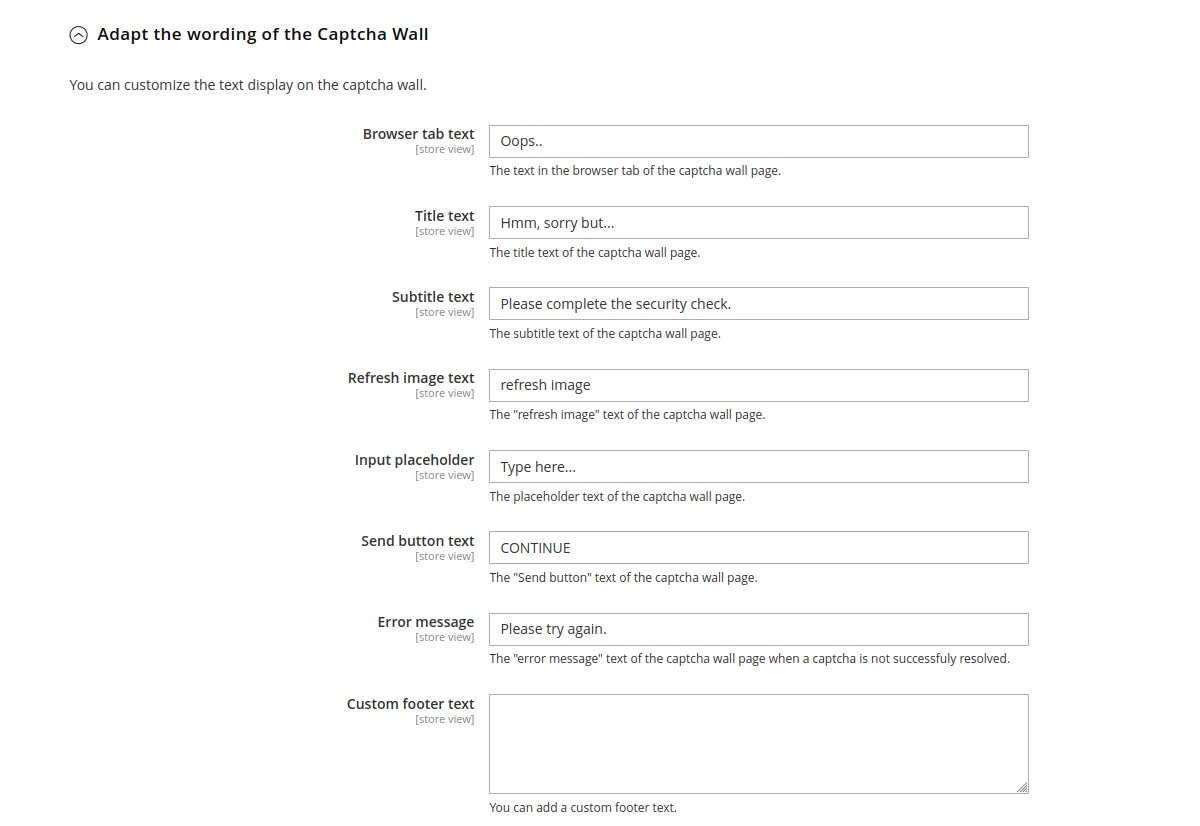 Adapt the wording of the Captcha Wall
You can customize the text display on the captcha wall.
Browser tab text
[store view]
Oops..
The text in the browser tab of the captcha wall page.
Title text
[store view]
Hmm, sorry but...
The title text of the captcha wall page.
Subtitle text
[store view]
Please complete the security check.
The subtitle text of the captcha wall page.
Refresh image text
[store view]
refresh image
The "refresh image" text of the captcha wall page.
Input placeholder
[store view]
Type here...
The placeholder text of the captcha wall page.
Send button text
[store view]
CONTINUE
The "Send button" text of the captcha wall page.
Error message
[store view]
Please try again.
The "error message" text of the captcha wall page when a captcha is not successfuly resolved.
Custom footer text
[store view]
You can add a custom footer text.